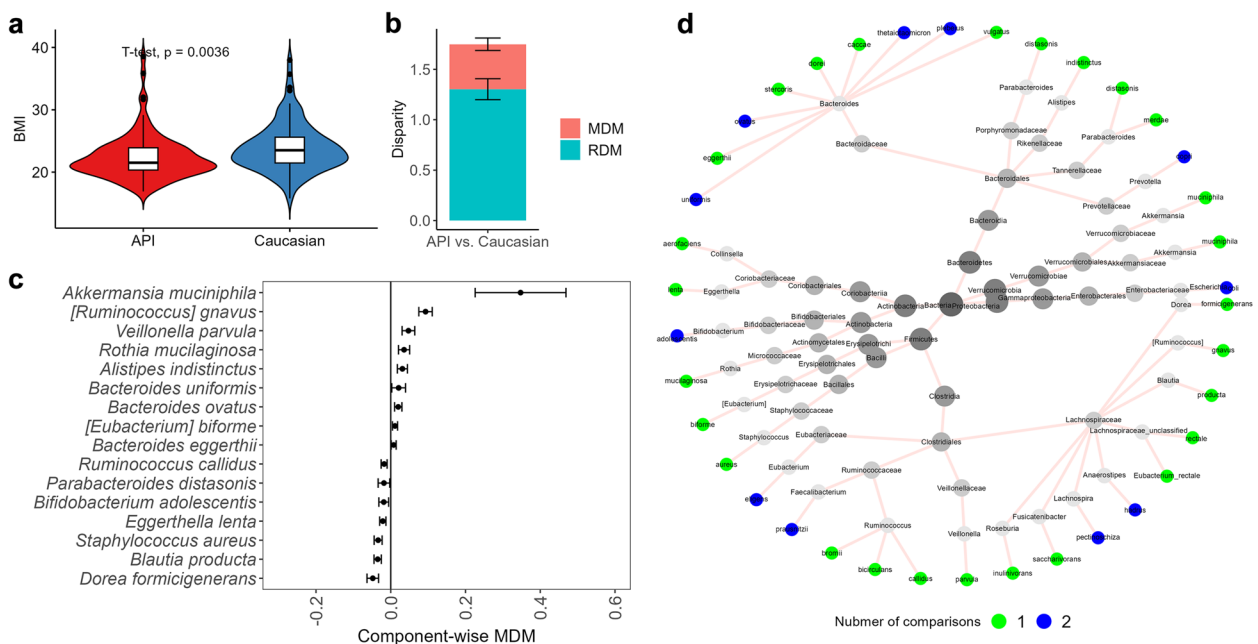 a
T-test, p = 0.0036
40
30
20
BMI
API
Caucasian
b
1.5
1.0
0.5
0.0
Disparity
API vs. Caucasian
MDM
RDM
c
Akkermansia muciniphila
[Ruminococcus] gnavus
Veillonella parvula
Rothia mucilaginosa
Alistipes indistinctus
Bacteroides uniformis
Bacteroides ovatus
[Eubacterium] biforme
Bacteroides eggerthii
Ruminococcus callidus
Parabacteroides distasonis
Bifidobacterium adolescentis
Eggerthella lenta
Staphylococcus aureus
Blautia producta
Dorea formicigenerans
-0.2
0.0
0.2
0.4
0.6
Component-wise MDM
d
thetaiotaomicron
plebeius
vulgatus
caccae
distasonis
dorei
indistinctus
stercoris
Parabacteroides
distasonis
Bacteroides
Alistipes
ovatus
merdae
Porphyromonadaceae
Parabacteroides
Bacteroidaceae
Rikenellaceae
eggerthii
copri
Tannerellaceae
Bacteroidales
Prevotella
uniformis
muciniphila
Prevotellaceae
Akkermansia
Bacteroidia
Verrucomicrobiaceae
aerofaciens
muciniphila
Collinsella
Akkermansia
Bacteroidetes
Verrucomicrobiales
Akkermansiaceae
Coriobacteriaceae
Verrucomicrobiae
Coriobacteriales
Coriobacteriia
Verrucomicrobia
lenta
Eggerthella
Gammaproteobacteria
Enterobacterales
Enterobacteriaceae
Escherichia
coli
Actinobacteria
Bacteria
Proteobacteria
Dorea
formicigenerans
Bifidobacteriales
Bifidobacteriaceae
Actinobacteria
adolescentis
Bifidobacterium
Actinomycetales
Erysipelotrichi
Firmicutes
[Ruminococcus]
gnavus
Micrococcaceae
Bacilli
Rothia
Erysipelotrichales
mucilaginosa
Erysipelotrichaceae
Bacillales
Blautia
producta
[Eubacterium]
Clostridia
Staphylococcaceae
biforme
Lachnospiraceae
Staphylococcus
Eubacteriaceae
Clostridiales
Lachnospiraceae_unclassified
rectale
aureus
Eubacterium
Ruminococcaceae
Anaerostipes
Eubacterium_rectale
Veillonellaceae
Faecalibacterium
Lachnospira
eligens
hadrus
Fusicatenibacter
prausnitzii
Ruminococcus
Veillonella
Roseburia
pectinoschiza
bromii
saccharivorans
bicirculans
callidus
parvula
inulinivorans
Nubmer of comparisons
1
2